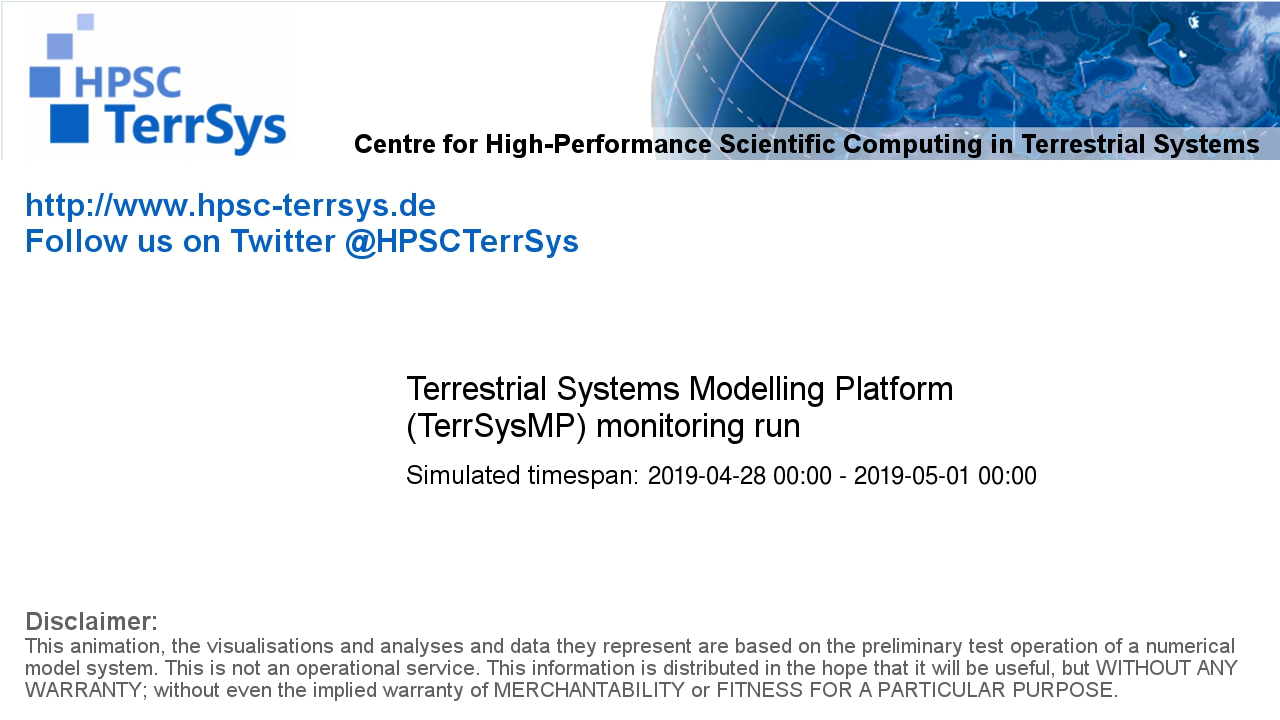 HPSC
TerrSys
Centre for High-Performance Scientific Computing in Terrestrial Systems
http://www.hpsc-terrsys.de
Follow us on Twitter @HPSCTerrSys
Terrestrial Systems Modelling Platform
(TerrSysMP) monitoring run
Simulated timespan: 2019-04-28 00:00 - 2019-05-01 00:00
Disclaimer:
This animation, the visualisations and analyses and data they represent are based on the preliminary test operation of a numerical
model system. This is not an operational service. This information is distributed in the hope that it will be useful, but WITHOUT ANY
WARRANTY; without even the implied warranty of MERCHANTABILITY or FITNESS FOR A PARTICULAR PURPOSE.